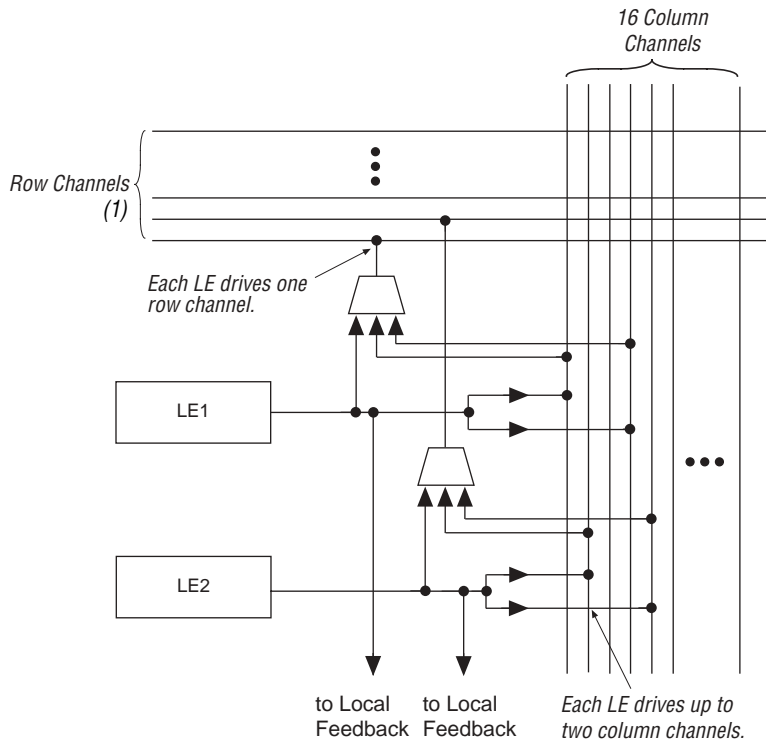 16 Column
Channels
Row Channels
(1)
Each LE drives one
row channel.
LE1
LE2
to Local
Feedback
to Local
Feedback
Each LE drives up to
two column channels.